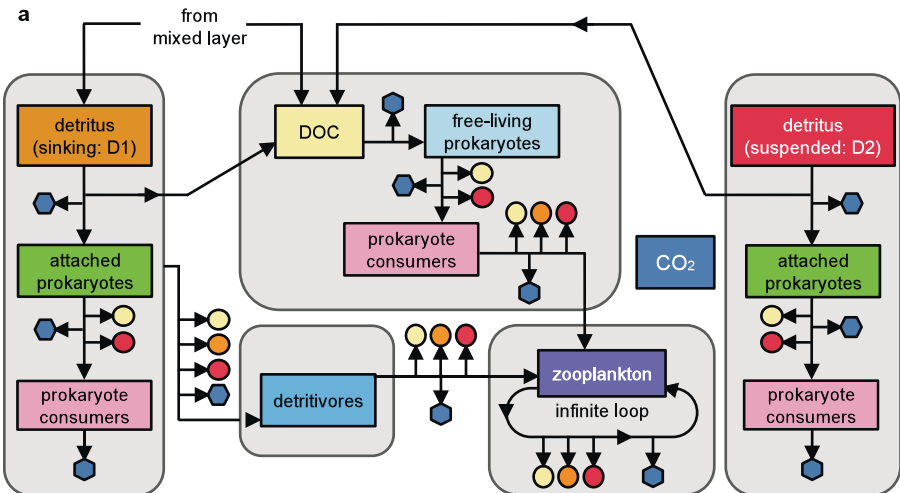 a
from
mixed layer
detritus
(sinking: D1)
DOC
free-living
prokaryotes
detritus
(suspended: D2)
prokaryote
consumers
CO₂
attached
prokaryotes
attached
prokaryotes
zooplankton
infinite loop
detritivores
prokaryote
consumers
prokaryote
consumers